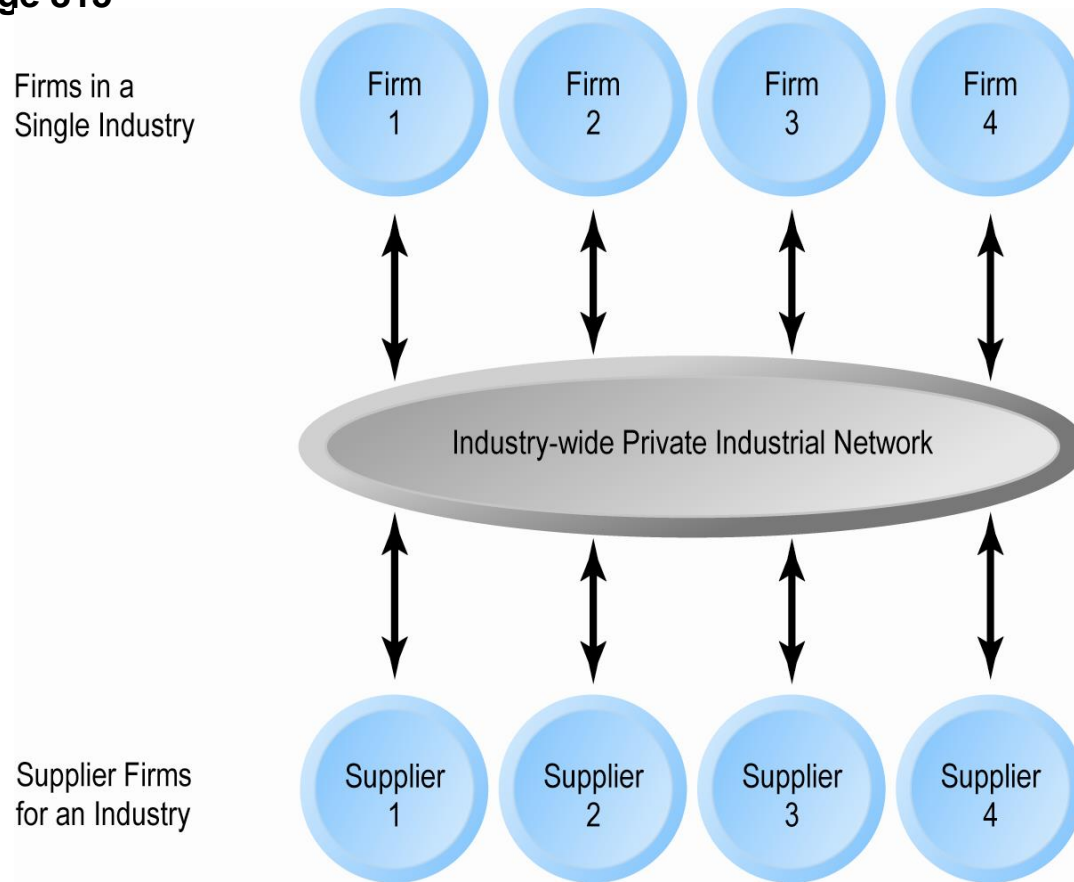 Firms in a
Single Industry
Firm
1
Firm
2
Firm
3
Firm
4
Industry-wide Private Industrial Network
Supplier Firms
for an Industry
Supplier
1
Supplier
2
Supplier
3
Supplier
4